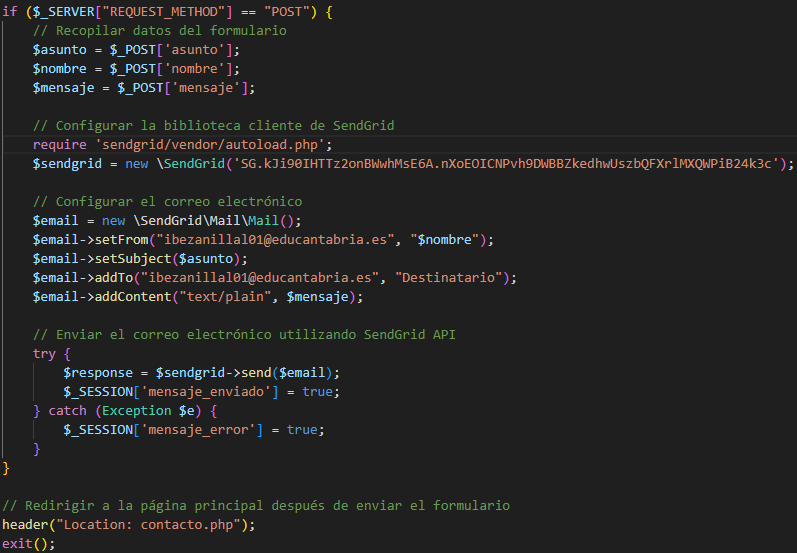 if ($_SERVER["REQUEST_METHOD"] == "POST") {
// Recopilar datos del formulario
$asunto = $_POST['asunto'];
$nombre = $_POST['nombre'];
$mensaje = $_POST['mensaje'];
// Configurar la biblioteca cliente de SendGrid
require 'sendgrid/vendor/autoload.php';
$sendgrid = new \SendGrid('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');
// Configurar el correo electrónico
$email = new \SendGrid\Mail\Mail();
$email->setFrom("ibezanillal01@educantabria.es", "$nombre");
$email->setSubject($asunto);
$email->addTo("ibezanillal01@educantabria.es", "Destinatario");
$email->addContent("text/plain", $mensaje);
// Enviar el correo electrónico utilizando SendGrid API
try {
$response = $sendgrid->send($email);
$_SESSION['mensaje_enviado'] = true;
} catch (Exception $e) {
$_SESSION['mensaje_error'] = true;
}
}
// Redirigir a la página principal después de enviar el formulario
header("Location: contacto.php");
exit();